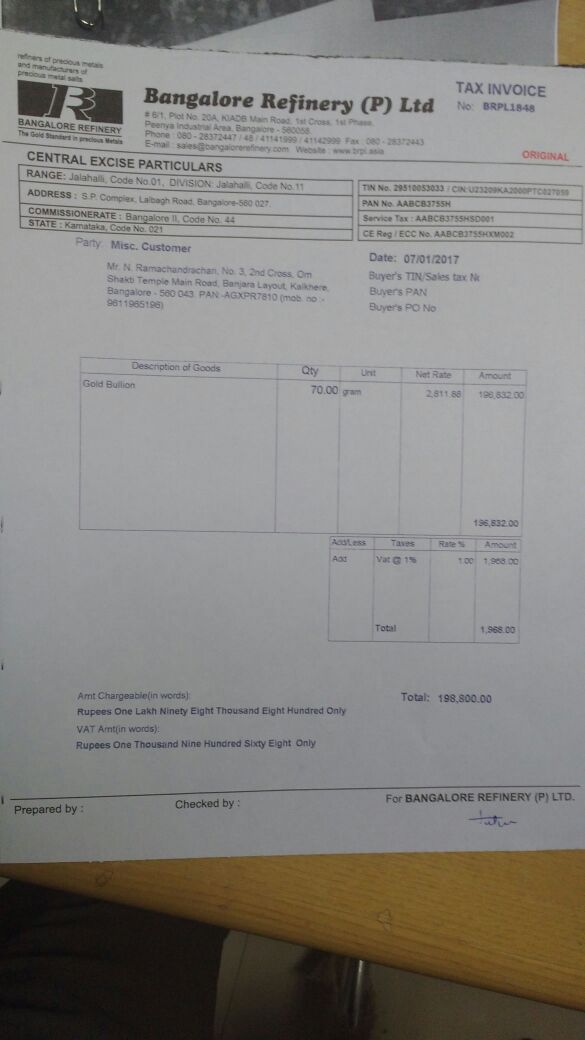 refiners of precious metals
and manufacturers of
precious metal salts
R
BANGALORE REFINERY
The Gold Standard in precious Metals
Bangalore Refinery (P) Ltd
# 6/1, Plot No. 20A, KIADB Main Road, 1st Cross, 1st Phase,
Peenya Industrial Area, Bangalore - 560058.
Phone : 080 - 28372447 / 48 / 41141999 / 41142999 Fax : 080 - 28372443
E-mail : sales@bangalorerefinery.com Website : www.brpl.asia
TAX INVOICE
No: BRPL1848
ORIGINAL
CENTRAL EXCISE PARTICULARS
RANGE: Jalahalli, Code No.01, DIVISION: Jalahalli, Code No.11
ADDRESS : S.P. Complex, Lalbagh Road, Bangalore-560 027.
COMMISSIONERATE : Bangalore II, Code No. 44
STATE : Karnataka, Code No. 021
TIN No. 29510053033 / CIN:U23209KA2000PTC027059
PAN No. AABCB3755H
Service Tax : AABCB3755HSD001
CE Reg / ECC No. AABCB3755HXM002
Party: Misc. Customer
Mr. N. Ramachandrachari, No. 3, 2nd Cross, Om
Shakti Temple Main Road, Banjara Layout, Kalkhere,
Bangalore - 560 043. PAN:-AGXPR7810 (mob. no :-
9611965196)
Date: 07/01/2017
Buyer's TIN/Sales tax No
Buyer's PAN
Buyer's PO No
Description of Goods Qty Unit Net Rate Amount
Gold Bullion 70.00 gram 2,811.88 196,832.00
196,832.00
Add/Less Taxes Rate % Amount
Add Vat @ 1% 1.00 1,968.00
Total 1,968.00
Amt Chargeable(in words): Total: 198,800.00
Rupees One Lakh Ninety Eight Thousand Eight Hundred Only
VAT Amt(in words):
Rupees One Thousand Nine Hundred Sixty Eight Only
Prepared by : Checked by : For BANGALORE REFINERY (P) LTD.